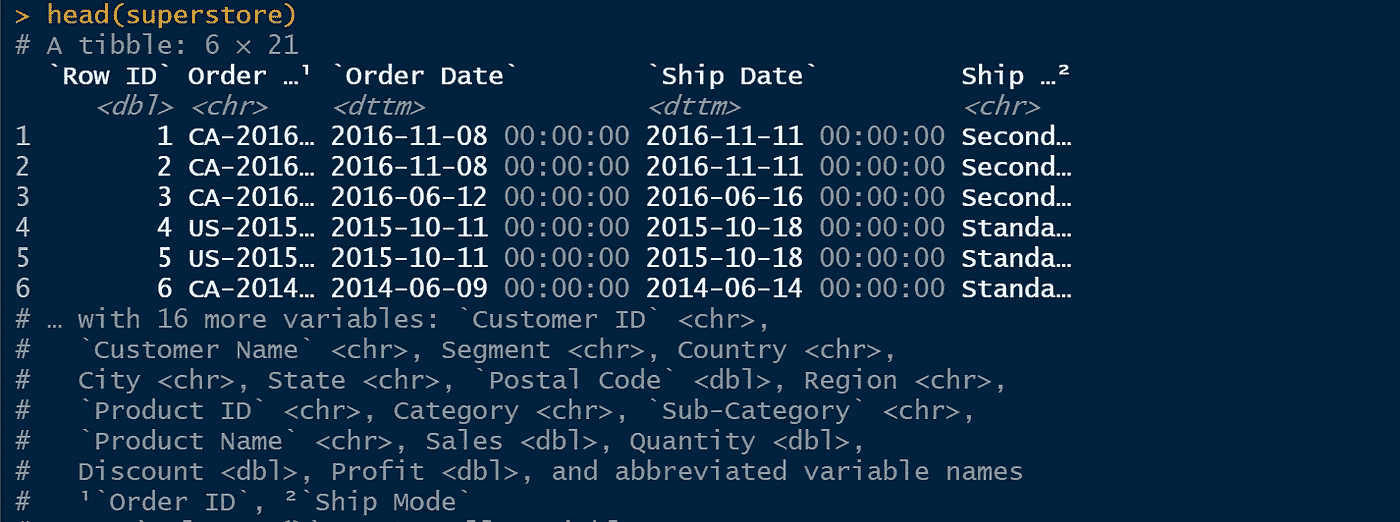 > head(superstore)
# A tibble: 6 × 21
`Row ID` Order …¹ `Order Date` `Ship Date` Ship …²
<dbl> <chr> <dttm> <dttm> <chr>
1 1 CA-2016… 2016-11-08 00:00:00 2016-11-11 00:00:00 Second…
2 2 CA-2016… 2016-11-08 00:00:00 2016-11-11 00:00:00 Second…
3 3 CA-2016… 2016-06-12 00:00:00 2016-06-16 00:00:00 Second…
4 4 US-2015… 2015-10-11 00:00:00 2015-10-18 00:00:00 Standa…
5 5 US-2015… 2015-10-11 00:00:00 2015-10-18 00:00:00 Standa…
6 6 CA-2014… 2014-06-09 00:00:00 2014-06-14 00:00:00 Standa…
# … with 16 more variables: `Customer ID` <chr>,
#   `Customer Name` <chr>, Segment <chr>, Country <chr>,
#   City <chr>, State <chr>, `Postal Code` <dbl>, Region <chr>,
#   `Product ID` <chr>, Category <chr>, `Sub-Category` <chr>,
#   `Product Name` <chr>, Sales <dbl>, Quantity <dbl>,
#   Discount <dbl>, Profit <dbl>, and abbreviated variable names
#   ¹`Order ID`, ²`Ship Mode`